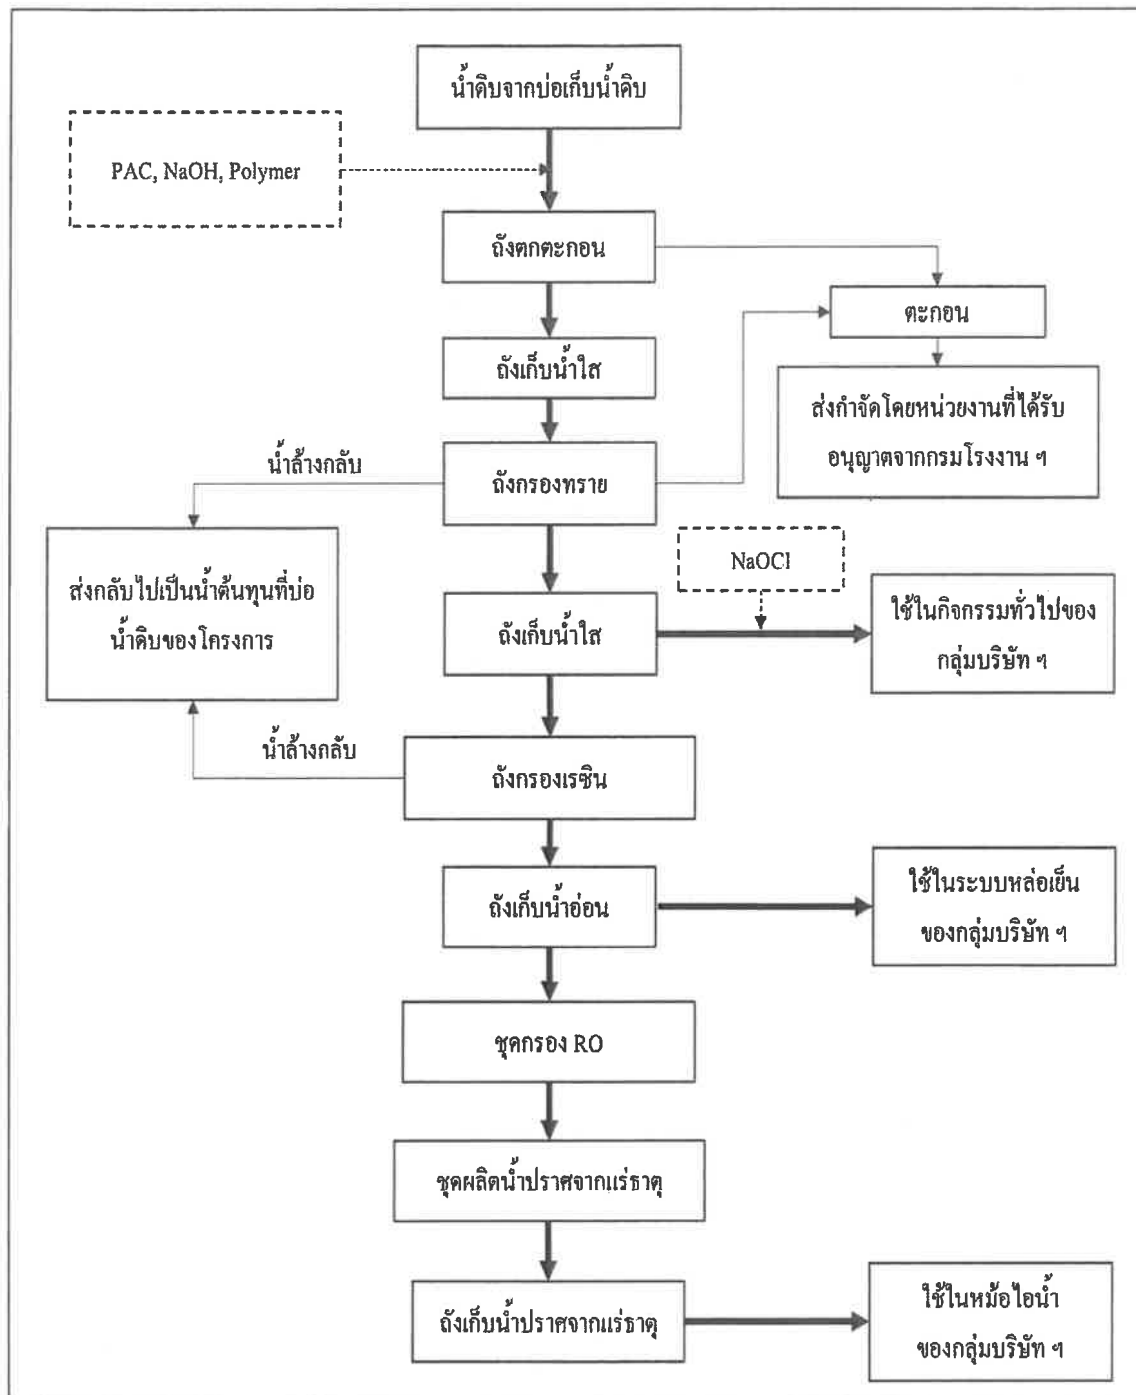 น้ำดิบจากบ่อเก็บน้ำดิบ
PAC, NaOH, Polymer
ถังตกตะกอน
ตะกอน
ถังเก็บน้ำใส
ส่งกำจัดโดยหน่วยงานที่ได้รับ
อนุญาตจากกรมโรงงาน ฯ
น้ำล้างกลับ
ถังกรองทราย
NaOCl
ส่งกลับไปเป็นน้ำต้นทุนที่บ่อ
น้ำดิบของโครงการ
ถังเก็บน้ำใส
ใช้ในกิจกรรมทั่วไปของ
กลุ่มบริษัท ฯ
น้ำล้างกลับ
ถังกรองเรซิน
ถังเก็บน้ำอ่อน
ใช้ในระบบหล่อเย็น
ของกลุ่มบริษัท ฯ
ชุดกรอง RO
ชุดผลิตน้ำปราศจากแร่ธาตุ
ถังเก็บน้ำปราศจากแร่ธาตุ
ใช้ในหม้อไอน้ำ
ของกลุ่มบริษัท ฯ